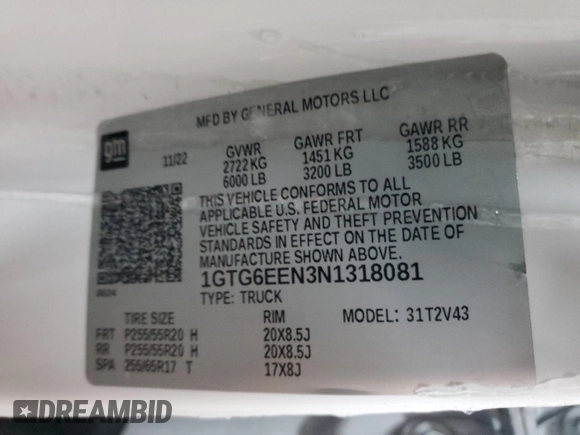 MFD BY GENERAL MOTORS LLC
gm
11/22
GVWR GAWR FRT GAWR RR
2722 KG 1451 KG 1588 KG
6000 LB 3200 LB 3500 LB
THIS VEHICLE CONFORMS TO ALL
APPLICABLE U.S. FEDERAL MOTOR
VEHICLE SAFETY AND THEFT PREVENTION
STANDARDS IN EFFECT ON THE DATE OF
MANUFACTURE SHOWN ABOVE.
1GTG6EEN3N1318081
TYPE: TRUCK
TIRE SIZE RIM MODEL: 31T2V43
FRT P255/55R20 H 20X8.5J
RR P255/55R20 H 20X8.5J
SPA 255/65R17 T 17X8J
DREAMBID